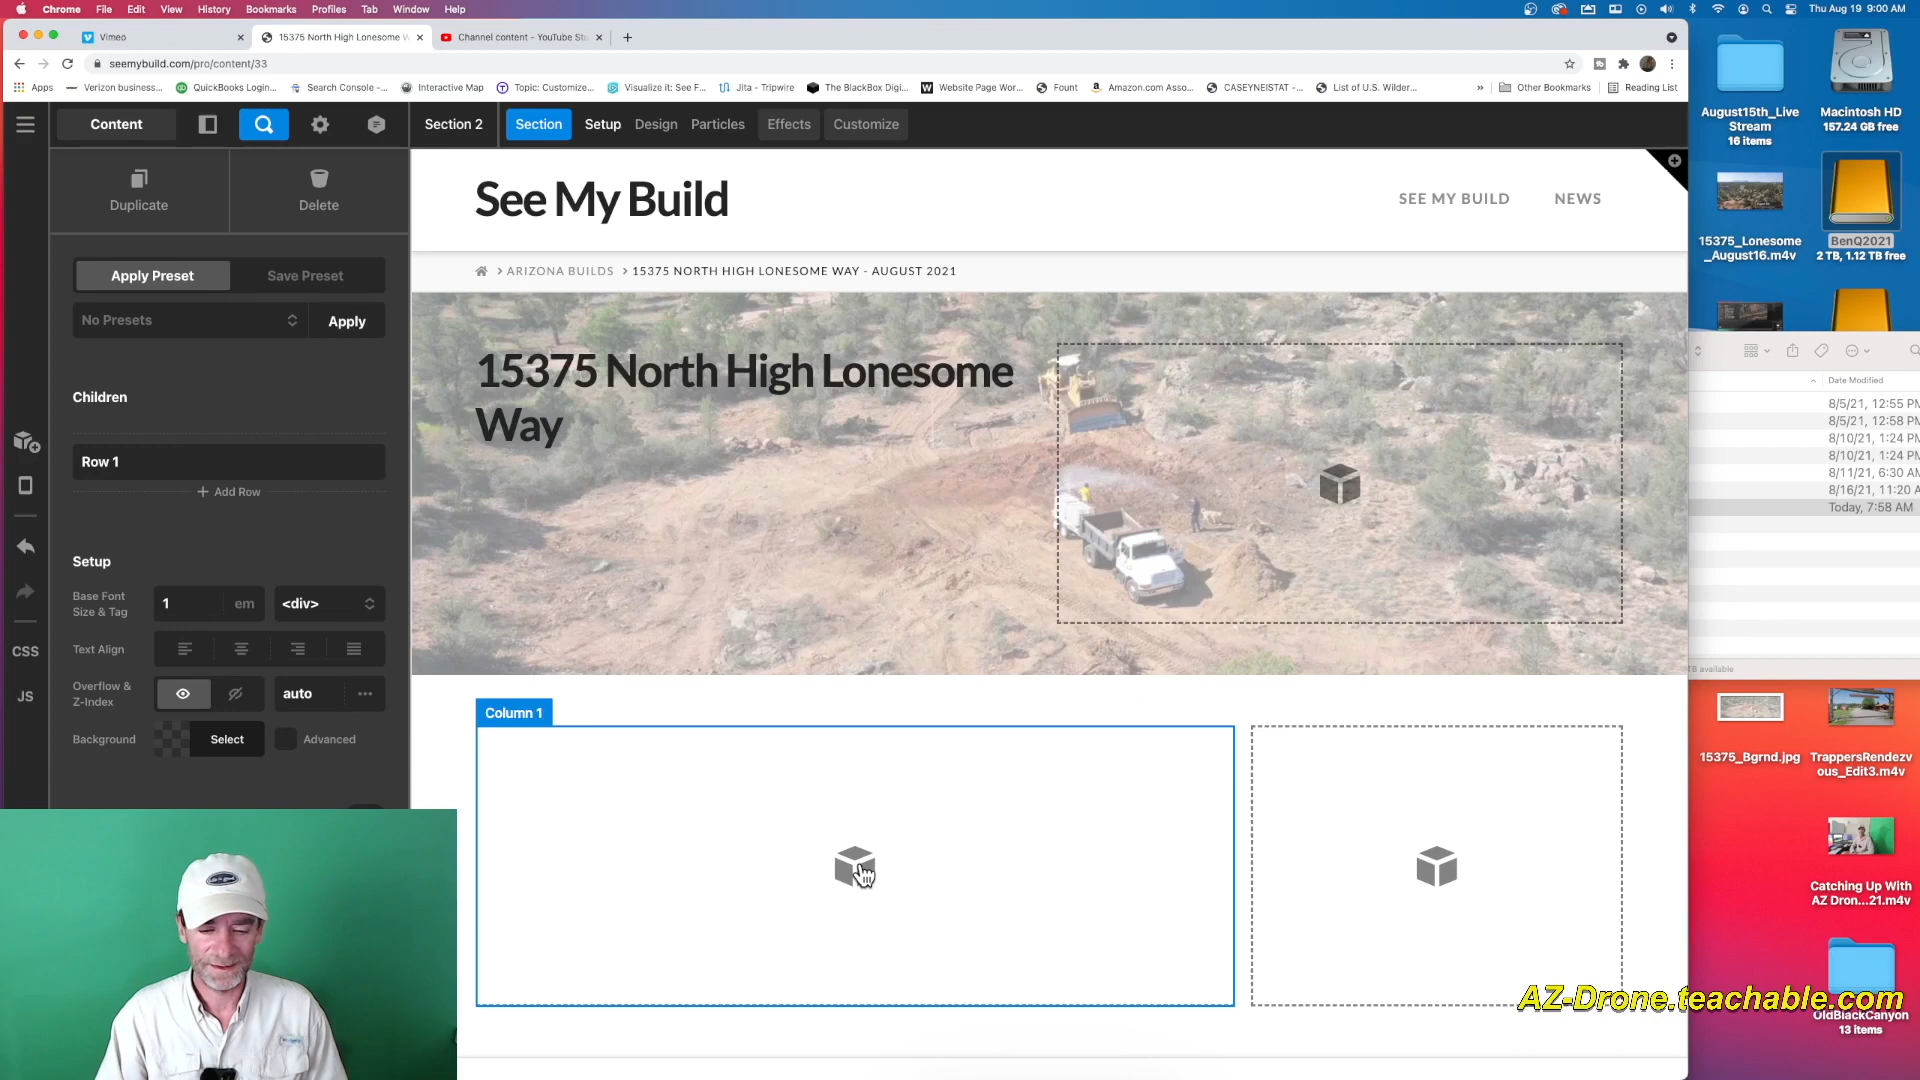 Chrome File Edit View History Bookmarks Profiles Tab Window Help
Thu Aug 19 9:00 AM
Vimeo
15375 North High Lonesome W
Channel content - YouTube Stu
seemybuild.com/pro/content/33
Apps
Verizon business...
QuickBooks Login...
Search Console -...
Interactive Map
Topic: Customize...
Visualize it: See F...
Jita - Tripwire
The BlackBox Digi...
Website Page Wor...
Fount
Amazon.com Asso...
CASEYNEISTAT -...
List of U.S. Wilder...
Other Bookmarks
Reading List
Content
Section 2
Section
Setup
Design
Particles
Effects
Customize
Duplicate
Delete
Apply Preset
Save Preset
No Presets
Apply
Children
Row 1
Add Row
Setup
Base Font
Size & Tag
1 em
<div>
Text Align
Overflow &
Z-Index
auto
Background
Select
Advanced
CSS
JS
See My Build
SEE MY BUILD
NEWS
ARIZONA BUILDS
15375 NORTH HIGH LONESOME WAY - AUGUST 2021
15375 North High Lonesome
Way
Column 1
August15th_Live
Stream
16 items
Macintosh HD
157.24 GB free
15375_Lonesome
_August16.m4v
BenQ2021
2 TB, 1.12 TB free
Date Modified
8/5/21, 12:55 PM
8/5/21, 12:58 PM
8/10/21, 1:24 PM
8/10/21, 1:24 PM
8/11/21, 6:30 AM
8/16/21, 11:20 A
Today, 7:58 AM
TB available
15375_Bgrnd.jpg
TrappersRendezv
ous_Edit3.m4v
Catching Up With
AZ Dron...21.m4v
AZ-Drone.teachable.com
OldBlackCanyon
13 items